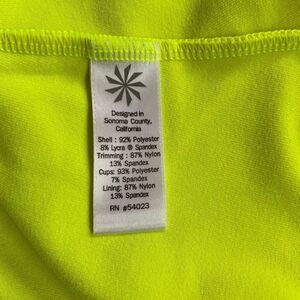 Designed in
Sonoma County,
California
Shell : 92% Polyester
8% Lycra ® Spandex
Trimming : 87% Nylon
13% Spandex
Cups: 93% Polyester
7% Spandex
Lining: 87% Nylon
13% Spandex
RN #54023